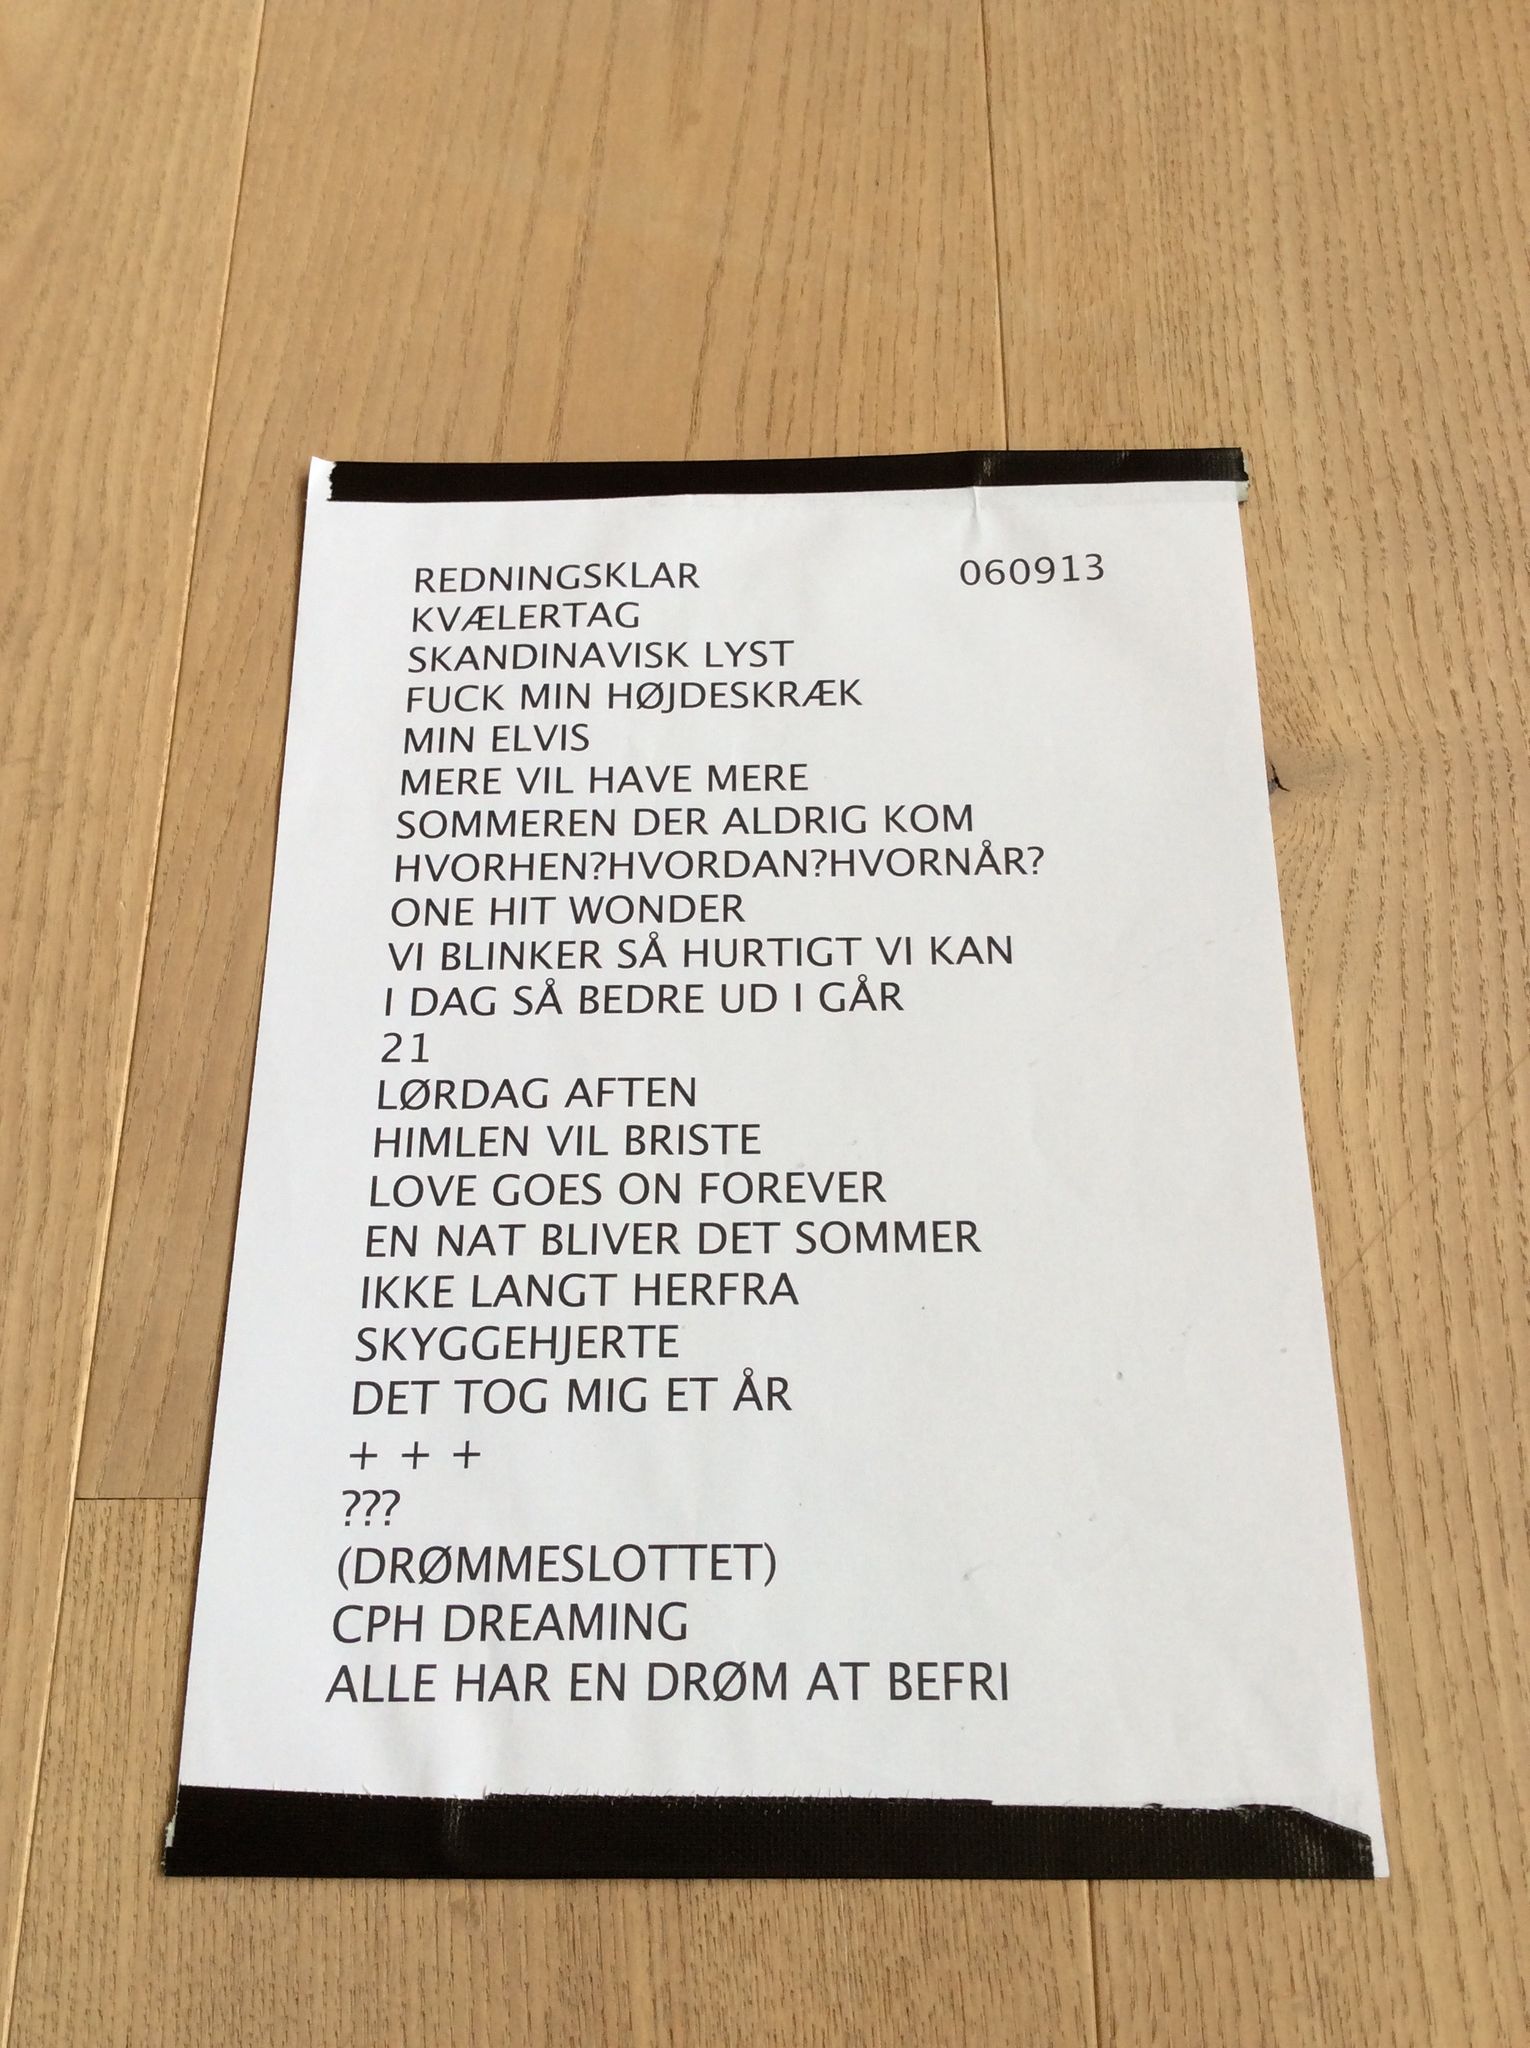 REDNINGSKLAR 060913
KVÆLERTAG
SKANDINAVISK LYST
FUCK MIN HØJDESKRÆK
MIN ELVIS
MERE VIL HAVE MERE
SOMMEREN DER ALDRIG KOM
HVORHEN?HVORDAN?HVORNÅR?
ONE HIT WONDER
VI BLINKER SÅ HURTIGT VI KAN
I DAG SÅ BEDRE UD I GÅR
21
LØRDAG AFTEN
HIMLEN VIL BRISTE
LOVE GOES ON FOREVER
EN NAT BLIVER DET SOMMER
IKKE LANGT HERFRA
SKYGGEHJERTE
DET TOG MIG ET ÅR
+ + +
???
(DRØMMESLOTTET)
CPH DREAMING
ALLE HAR EN DRØM AT BEFRI